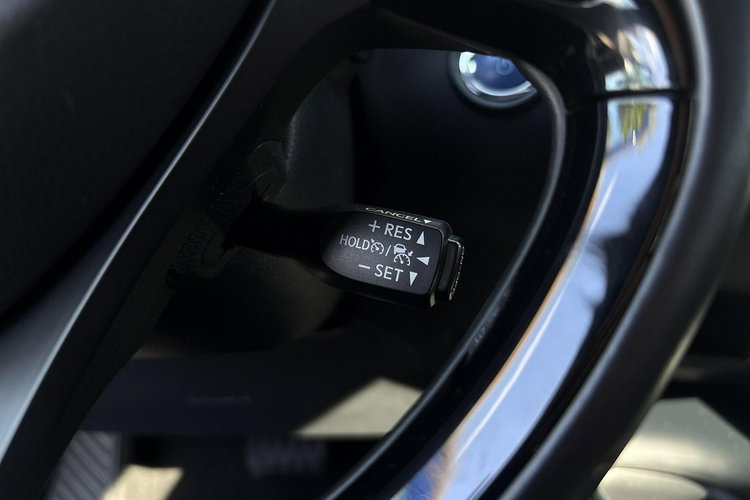 CANCEL▼
+ RES ▲
HOLD / ◀
− SET ▼